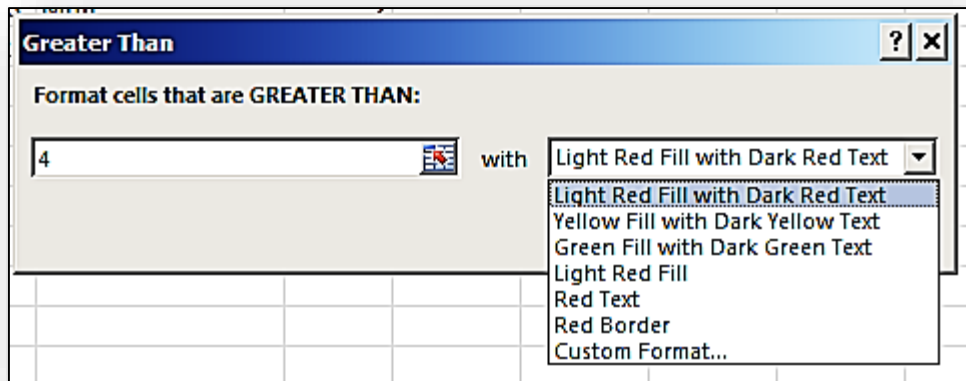 Greater Than
Format cells that are GREATER THAN:
4 with Light Red Fill with Dark Red Text
Light Red Fill with Dark Red Text
Yellow Fill with Dark Yellow Text
Green Fill with Dark Green Text
Light Red Fill
Red Text
Red Border
Custom Format...